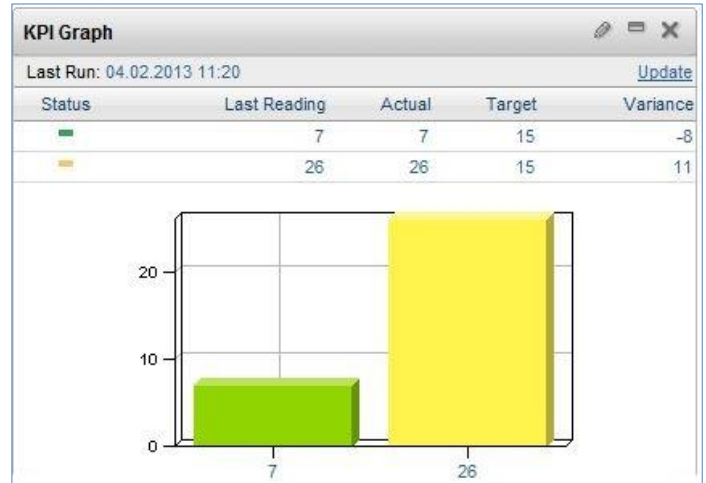 KPI Graph
Last Run: 04.02.2013 11:20 Update
Status Last Reading Actual Target Variance
7 7 15 -8
26 26 15 11
20
10
0
7 26